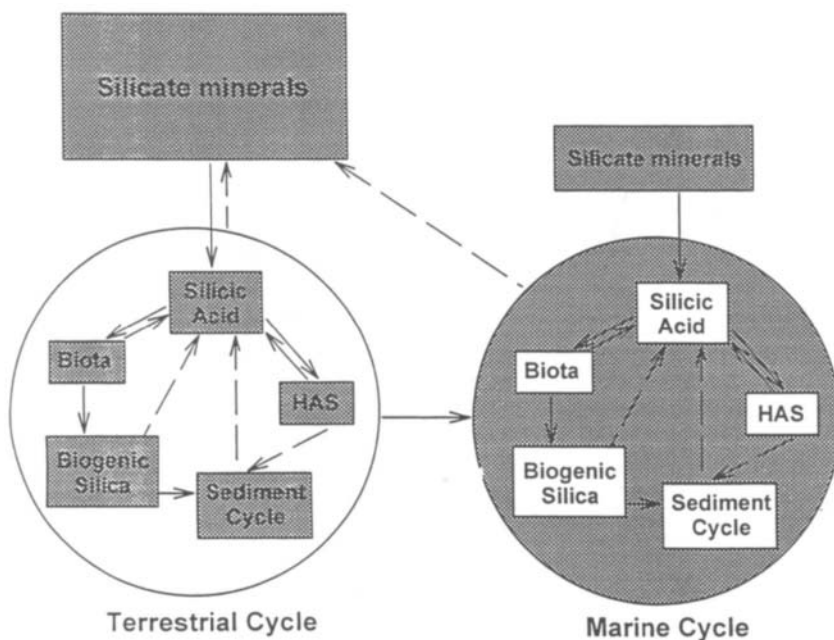 Silicate minerals
Silicate minerals
Silicic
Acid
Biota
HAS
Biogenic
Silica
Sediment
Cycle
Terrestrial Cycle
Silicic
Acid
Biota
HAS
Biogenic
Silica
Sediment
Cycle
Marine Cycle